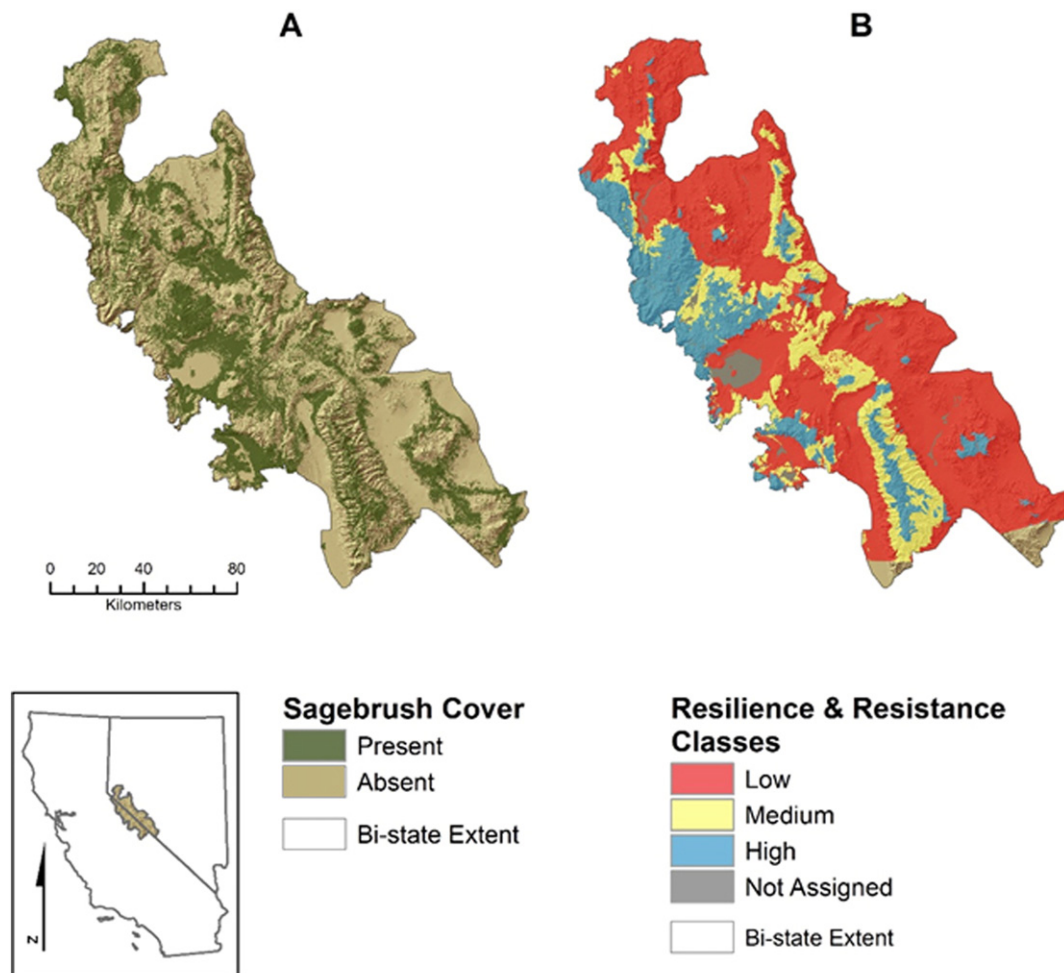 A
B
0 20 40 60 80
Kilometers
N
Sagebrush Cover
Present
Absent
Bi-state Extent
Resilience & Resistance
Classes
Low
Medium
High
Not Assigned
Bi-state Extent